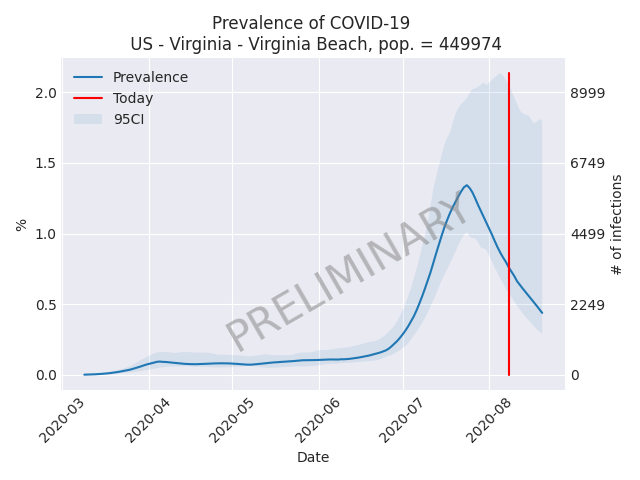 Prevalence of COVID-19
US - Virginia - Virginia Beach, pop. = 449974
Prevalence
Today
95CI
2.0
1.5
1.0
0.5
0.0
%
8999
6749
4499
2249
0
# of infections
PRELIMINARY
2020-03
2020-04
2020-05
2020-06
2020-07
2020-08
Date